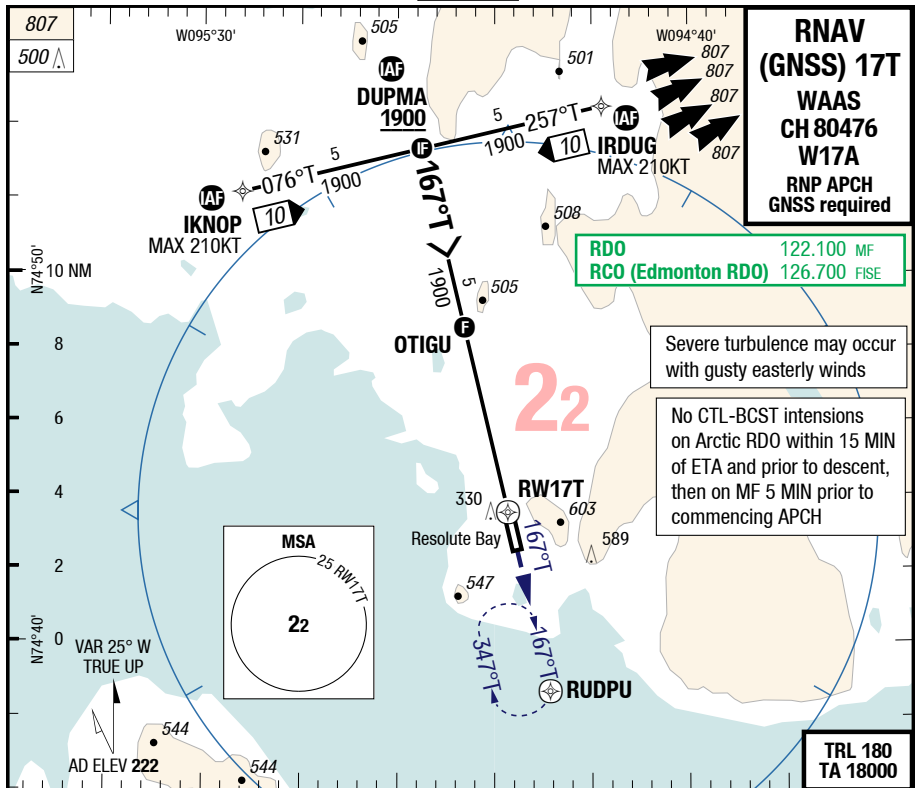 807
500
W095°30'
505
501
W094°40'
807
807
807
807
RNAV
(GNSS) 17T
WAAS
CH 80476
W17A
RNP APCH
GNSS required
IAF
DUPMA
1900
5
257°T
1900
10
IAF
IRDUG
MAX 210KT
531
5
076°T
1900
IF
IAF
IKNOP
MAX 210KT
10
167°T
508
RDO 122.100 MF
RCO (Edmonton RDO) 126.700 FISE
N74°50'
10 NM
1900
5
505
F
OTIGU
8
Severe turbulence may occur
with gusty easterly winds
22
6
No CTL-BCST intensions
on Arctic RDO within 15 MIN
of ETA and prior to descent,
then on MF 5 MIN prior to
commencing APCH
4
330
RW17T
603
Resolute Bay
167°T
589
MSA
25 RW17T
22
2
547
N74°40'
0
VAR 25° W
TRUE UP
347°T
167°T
RUDPU
544
544
AD ELEV 222
TRL 180
TA 18000